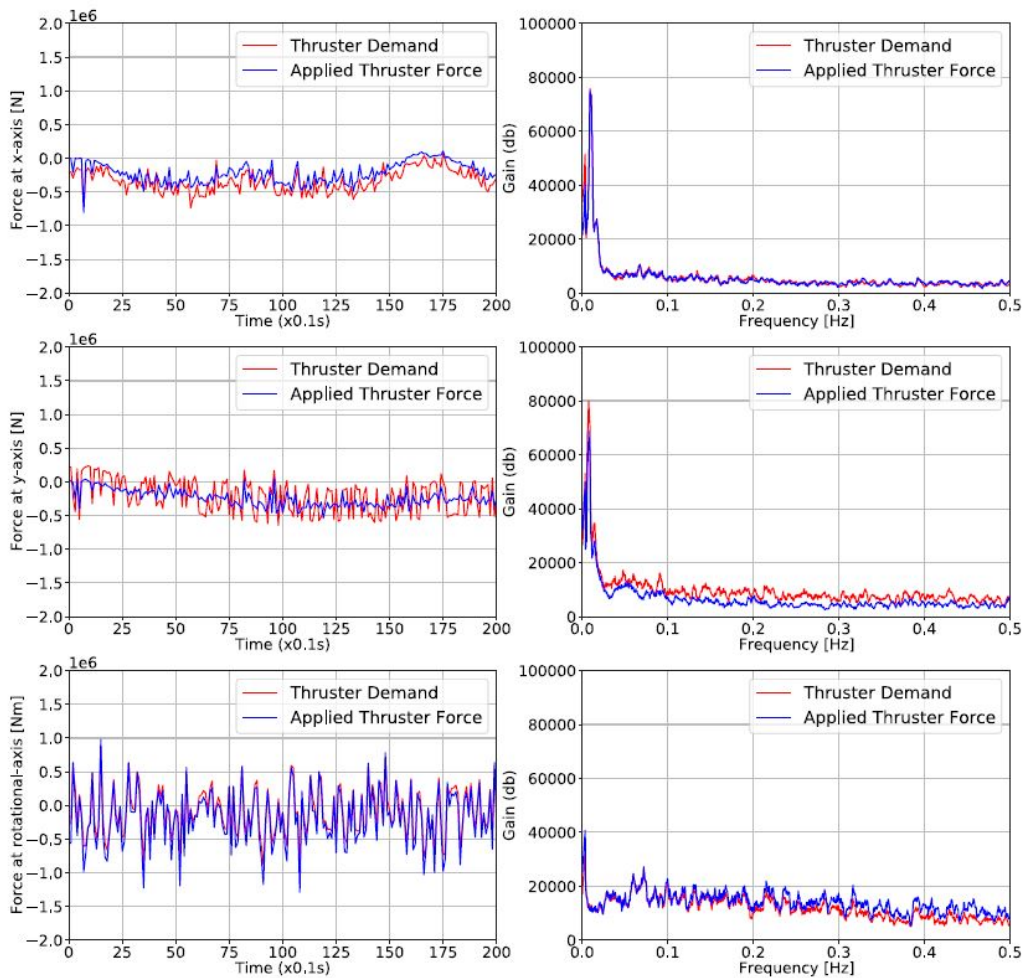 1e6
2.0
1.5
1.0
0.5
0.0
−0.5
−1.0
−1.5
−2.0
Force at x-axis [N]
Thruster Demand
Applied Thruster Force
0 25 50 75 100 125 150 175 200
Time (x0.1s)
100000
80000
60000
40000
20000
0
Gain (db)
Thruster Demand
Applied Thruster Force
0.0 0.1 0.2 0.3 0.4 0.5
Frequency [Hz]
1e6
2.0
1.5
1.0
0.5
0.0
−0.5
−1.0
−1.5
−2.0
Force at y-axis [N]
Thruster Demand
Applied Thruster Force
0 25 50 75 100 125 150 175 200
Time (x0.1s)
100000
80000
60000
40000
20000
0
Gain (db)
Thruster Demand
Applied Thruster Force
0.0 0.1 0.2 0.3 0.4 0.5
Frequency [Hz]
1e6
2.0
1.5
1.0
0.5
0.0
−0.5
−1.0
−1.5
−2.0
Force at rotational-axis [Nm]
Thruster Demand
Applied Thruster Force
0 25 50 75 100 125 150 175 200
Time (x0.1s)
100000
80000
60000
40000
20000
0
Gain (db)
Thruster Demand
Applied Thruster Force
0.0 0.1 0.2 0.3 0.4 0.5
Frequency [Hz]